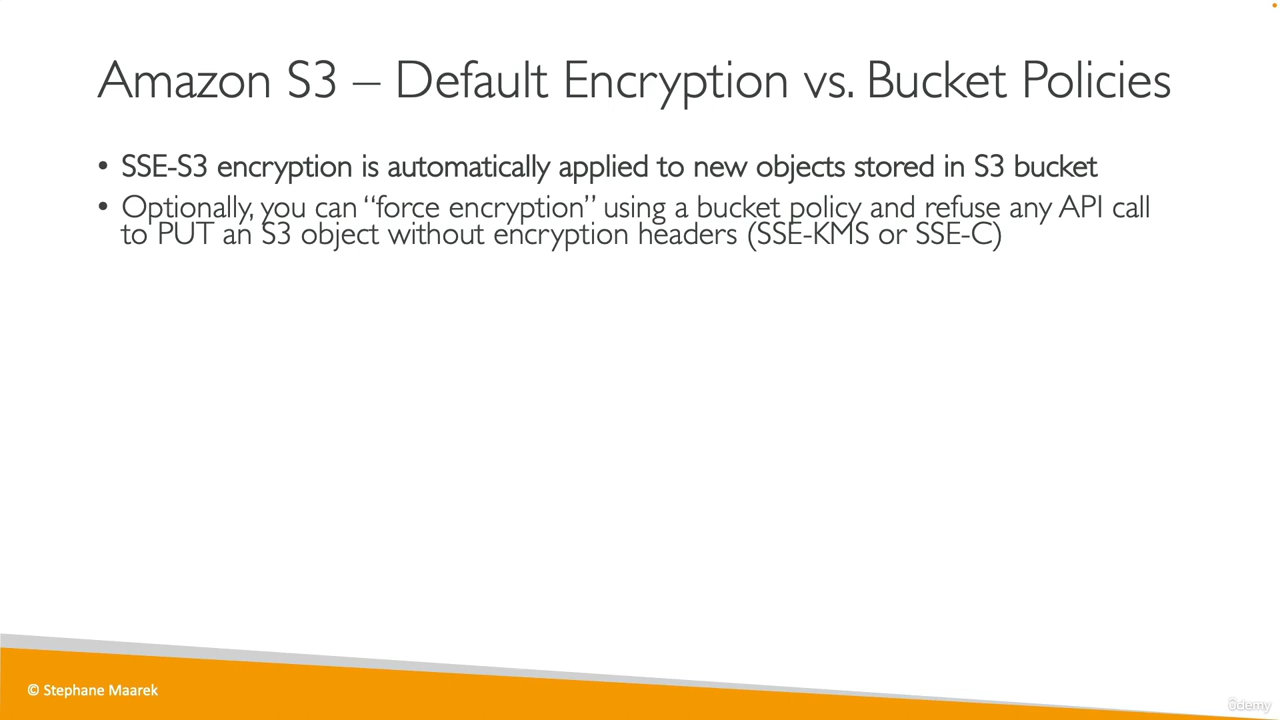 Amazon S3 – Default Encryption vs. Bucket Policies
• SSE-S3 encryption is automatically applied to new objects stored in S3 bucket
• Optionally, you can “force encryption” using a bucket policy and refuse any API call
to PUT an S3 object without encryption headers (SSE-KMS or SSE-C)
© Stephane Maarek
ûdemy